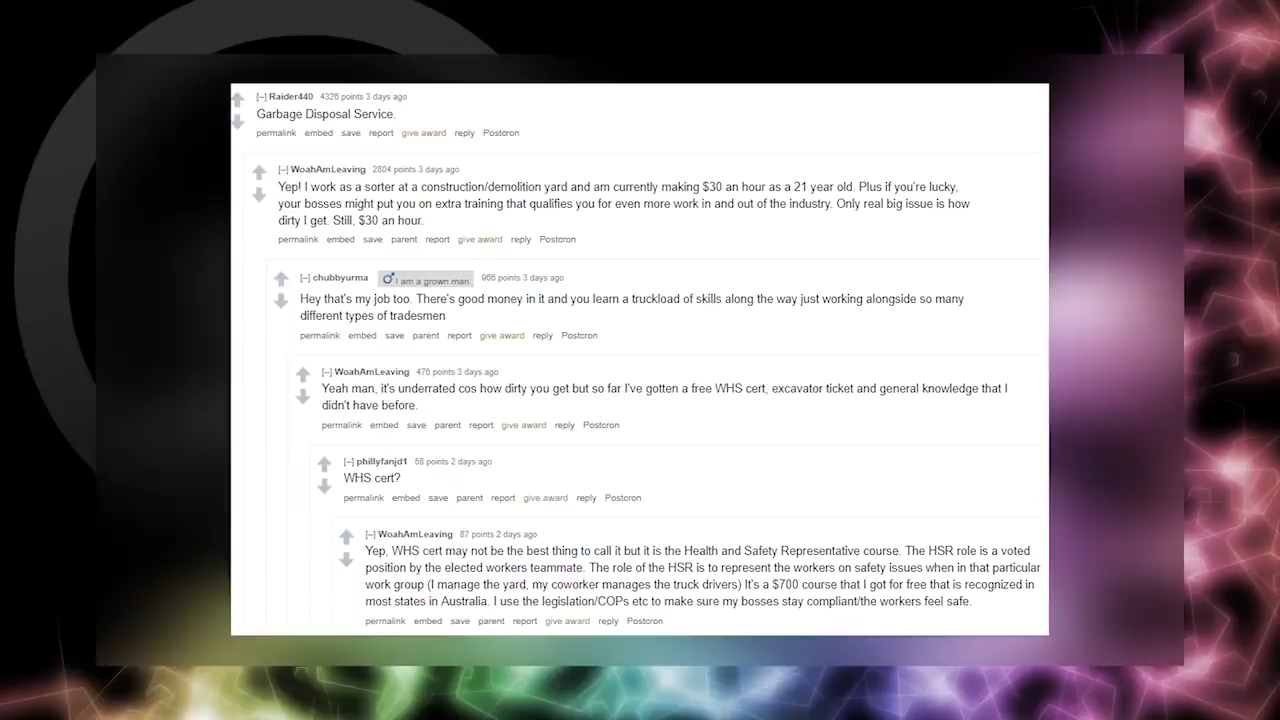 [–] Raider440 4326 points 3 days ago
Garbage Disposal Service.
permalink embed save report give award reply Postcron
[–] WoahAmLeaving 2804 points 3 days ago
Yep! I work as a sorter at a construction/demolition yard and am currently making $30 an hour as a 21 year old. Plus if you're lucky,
your bosses might put you on extra training that qualifies you for even more work in and out of the industry. Only real big issue is how
dirty I get. Still, $30 an hour.
permalink embed save parent report give award reply Postcron
[–] chubbyurma I am a grown man 966 points 3 days ago
Hey that's my job too. There's good money in it and you learn a truckload of skills along the way just working alongside so many
different types of tradesmen
permalink embed save parent report give award reply Postcron
[–] WoahAmLeaving 476 points 3 days ago
Yeah man, it's underrated cos how dirty you get but so far I've gotten a free WHS cert, excavator ticket and general knowledge that I
didn't have before.
permalink embed save parent report give award reply Postcron
[–] phillyfanjd1 58 points 2 days ago
WHS cert?
permalink embed save parent report give award reply Postcron
[–] WoahAmLeaving 87 points 2 days ago
Yep, WHS cert may not be the best thing to call it but it is the Health and Safety Representative course. The HSR role is a voted
position by the elected workers teammate. The role of the HSR is to represent the workers on safety issues when in that particular
work group (I manage the yard, my coworker manages the truck drivers) It's a $700 course that I got for free that is recognized in
most states in Australia. I use the legislation/COPs etc to make sure my bosses stay compliant/the workers feel safe.
permalink embed save parent report give award reply Postcron